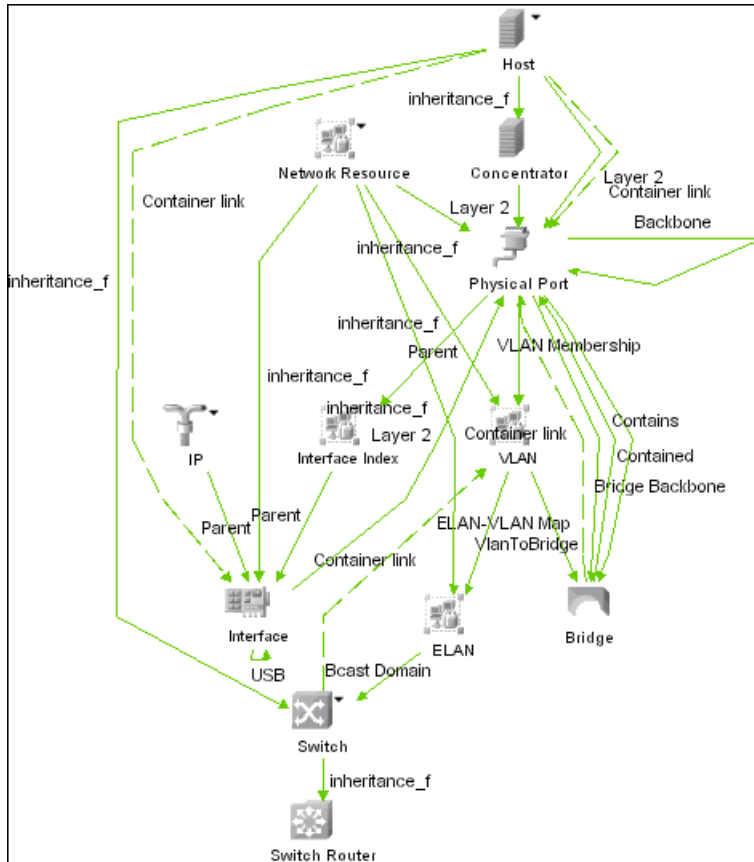 Host
inheritance_f
Network Resource
Concentrator
Layer 2
Container link
Container link
Layer 2
Backbone
inheritance_f
inheritance_f
Physical Port
inheritance_f
VLAN Membership
Parent
inheritance_f
inheritance_f
Contains
Layer 2
Container link
IP
Interface Index
VLAN
Contained
Bridge Backbone
Parent
Parent
ELAN-VLAN Map
VlanToBridge
Container link
Interface
ELAN
Bridge
USB
Bcast Domain
Switch
inheritance_f
Switch Router